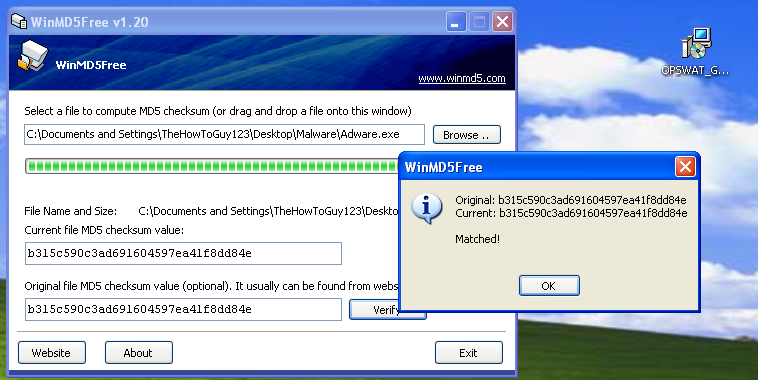 WinMD5Free v1.20
WinMD5Free
www.winmd5.com
Select a file to compute MD5 checksum (or drag and drop a file onto this window)
C:\Documents and Settings\TheHowToGuy123\Desktop\Malware\Adware.exe
Browse ..
File Name and Size: C:\Documents and Settings\TheHowToGuy123\Deskto
Current file MD5 checksum value:
b315c590c3ad691604597ea41f8dd84e
Original file MD5 checksum value (optional). It usually can be found from webs
b315c590c3ad691604597ea41f8dd84e
Verify
Website
About
Exit
WinMD5Free
Original: b315c590c3ad691604597ea41f8dd84e
Current: b315c590c3ad691604597ea41f8dd84e
Matched!
OK
OPSWAT_G...